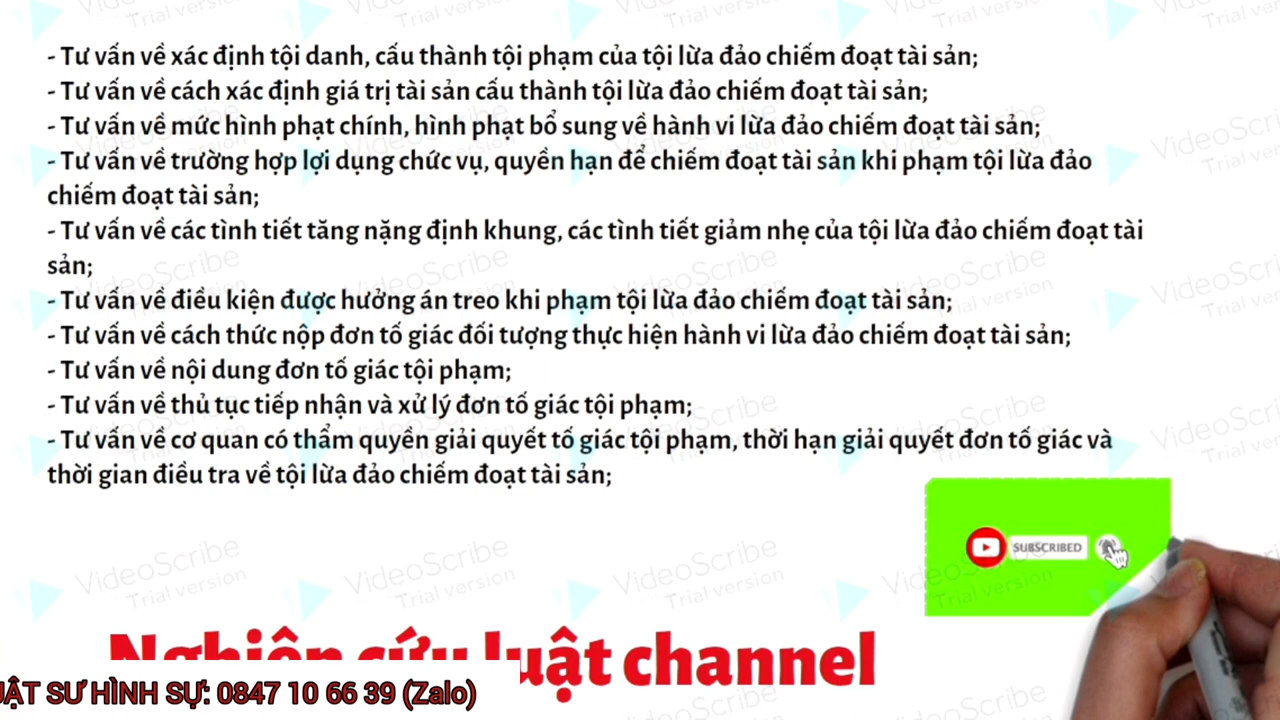 - Tư vấn về xác định tội danh, cấu thành tội phạm của tội lừa đảo chiếm đoạt tài sản;
- Tư vấn về cách xác định giá trị tài sản cấu thành tội lừa đảo chiếm đoạt tài sản;
- Tư vấn về mức hình phạt chính, hình phạt bổ sung về hành vi lừa đảo chiếm đoạt tài sản;
- Tư vấn về trường hợp lợi dụng chức vụ, quyền hạn để chiếm đoạt tài sản khi phạm tội lừa đảo
chiếm đoạt tài sản;
- Tư vấn về các tình tiết tăng nặng định khung, các tình tiết giảm nhẹ của tội lừa đảo chiếm đoạt tài
sản;
- Tư vấn về điều kiện được hưởng án treo khi phạm tội lừa đảo chiếm đoạt tài sản;
- Tư vấn về cách thức nộp đơn tố giác đối tượng thực hiện hành vi lừa đảo chiếm đoạt tài sản;
- Tư vấn về nội dung đơn tố giác tội phạm;
- Tư vấn về thủ tục tiếp nhận và xử lý đơn tố giác tội phạm;
- Tư vấn về cơ quan có thẩm quyền giải quyết tố giác tội phạm, thời hạn giải quyết đơn tố giác và
thời gian điều tra về tội lừa đảo chiếm đoạt tài sản;
SUBSCRIBED
Nghiên cứu luật channel
UẬT SƯ HÌNH SỰ: 0847 10 66 39 (Zalo)
VideoScribe
Trial version